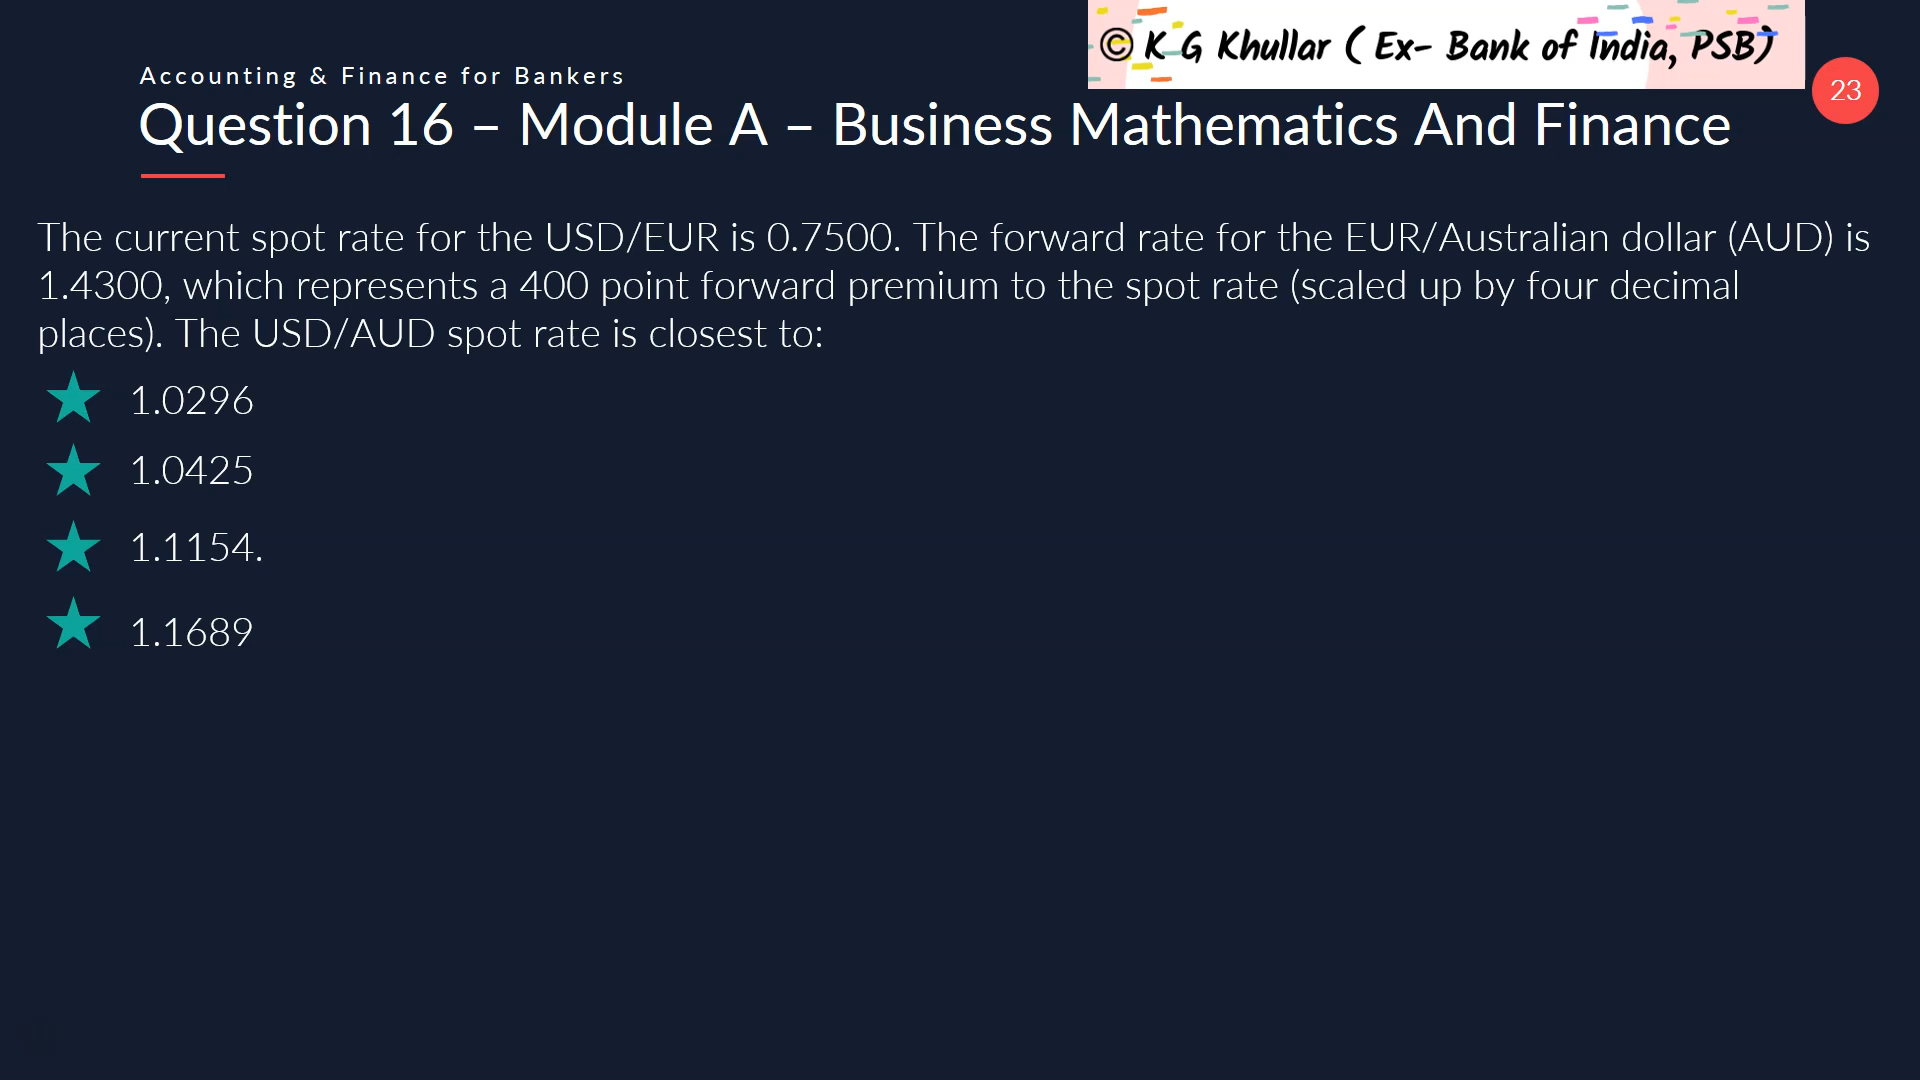 © K G Khullar ( Ex- Bank of India, PSB)
Accounting & Finance for Bankers
23
Question 16 – Module A – Business Mathematics And Finance
The current spot rate for the USD/EUR is 0.7500. The forward rate for the EUR/Australian dollar (AUD) is
1.4300, which represents a 400 point forward premium to the spot rate (scaled up by four decimal
places). The USD/AUD spot rate is closest to:
1.0296
1.0425
1.1154.
1.1689